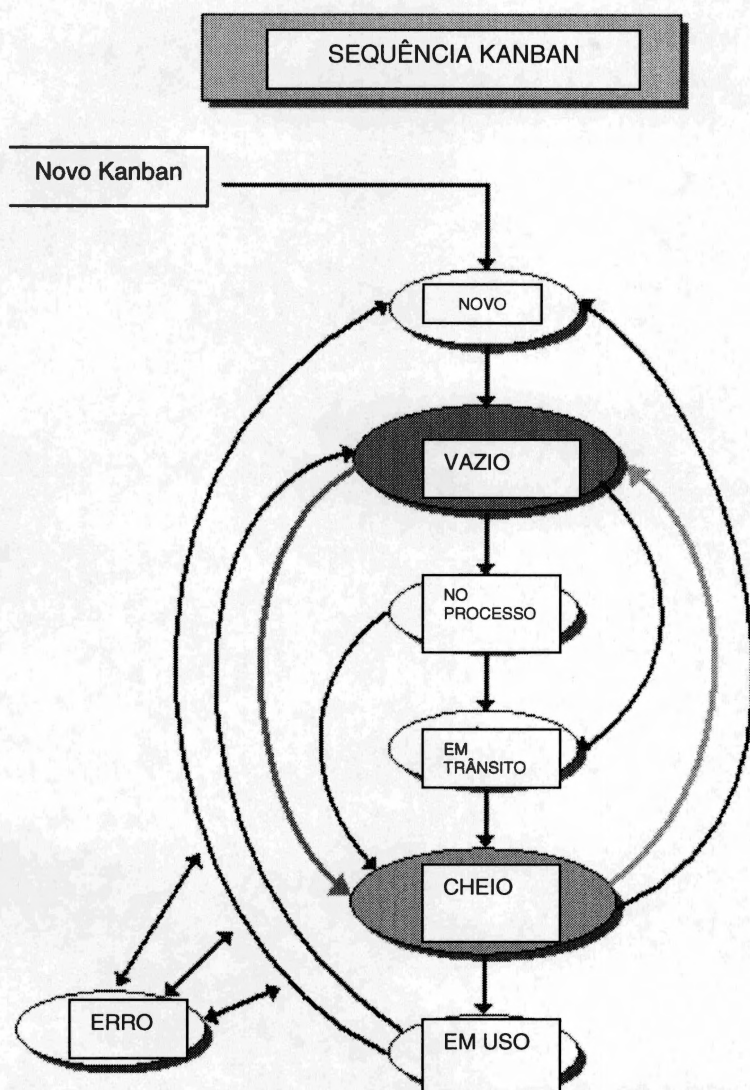 SEQUÊNCIA KANBAN
Novo Kanban
NOVO
VAZIO
NO
PROCESSO
EM
TRÂNSITO
CHEIO
ERRO
EM USO